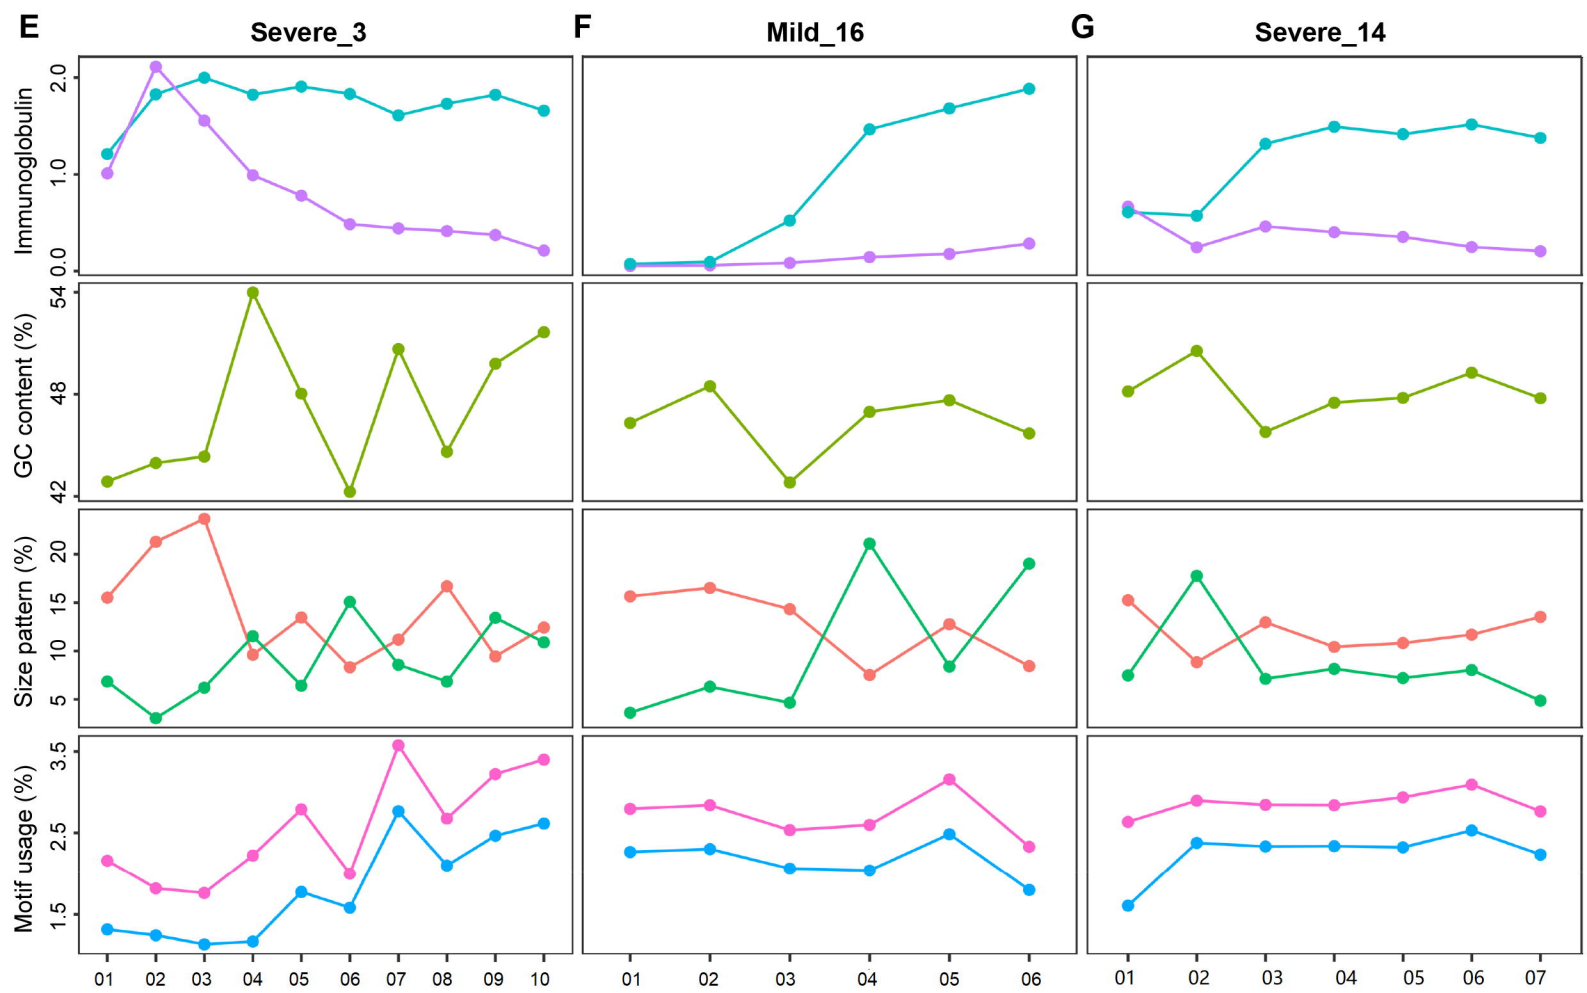 E Severe_3 F Mild_16 G Severe_14
Immunoglobulin
2.0
1.0
0.0
GC content (%)
54
48
42
Size pattern (%)
20
15
10
5
Motif usage (%)
3.5
2.5
1.5
01 02 03 04 05 06 07 08 09 10 01 02 03 04 05 06 01 02 03 04 05 06 07